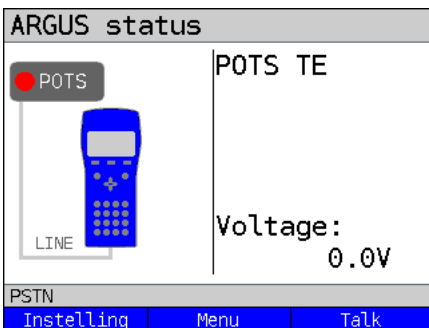 ARGUS status
POTS
POTS TE
LINE
Voltage:
0.0V
PSTN
Instelling Menu Talk